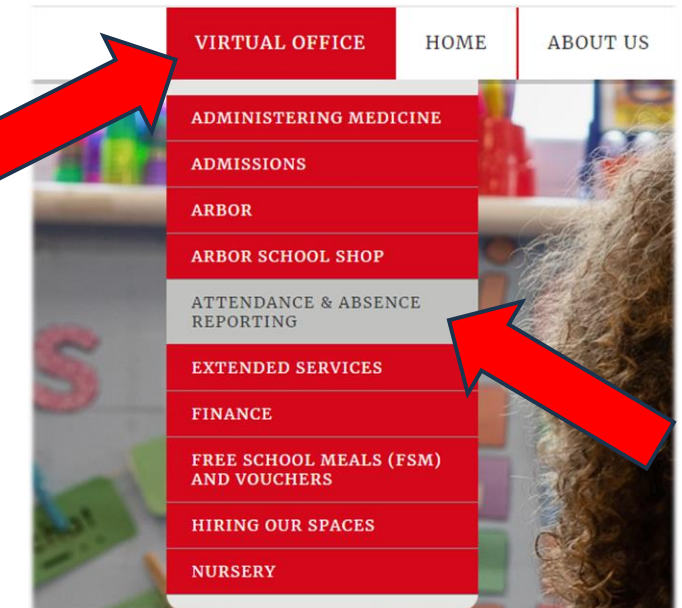 VIRTUAL OFFICE
HOME
ABOUT US
ADMINISTERING MEDICINE
ADMISSIONS
ARBOR
ARBOR SCHOOL SHOP
ATTENDANCE & ABSENCE
REPORTING
EXTENDED SERVICES
FINANCE
FREE SCHOOL MEALS (FSM)
AND VOUCHERS
HIRING OUR SPACES
NURSERY